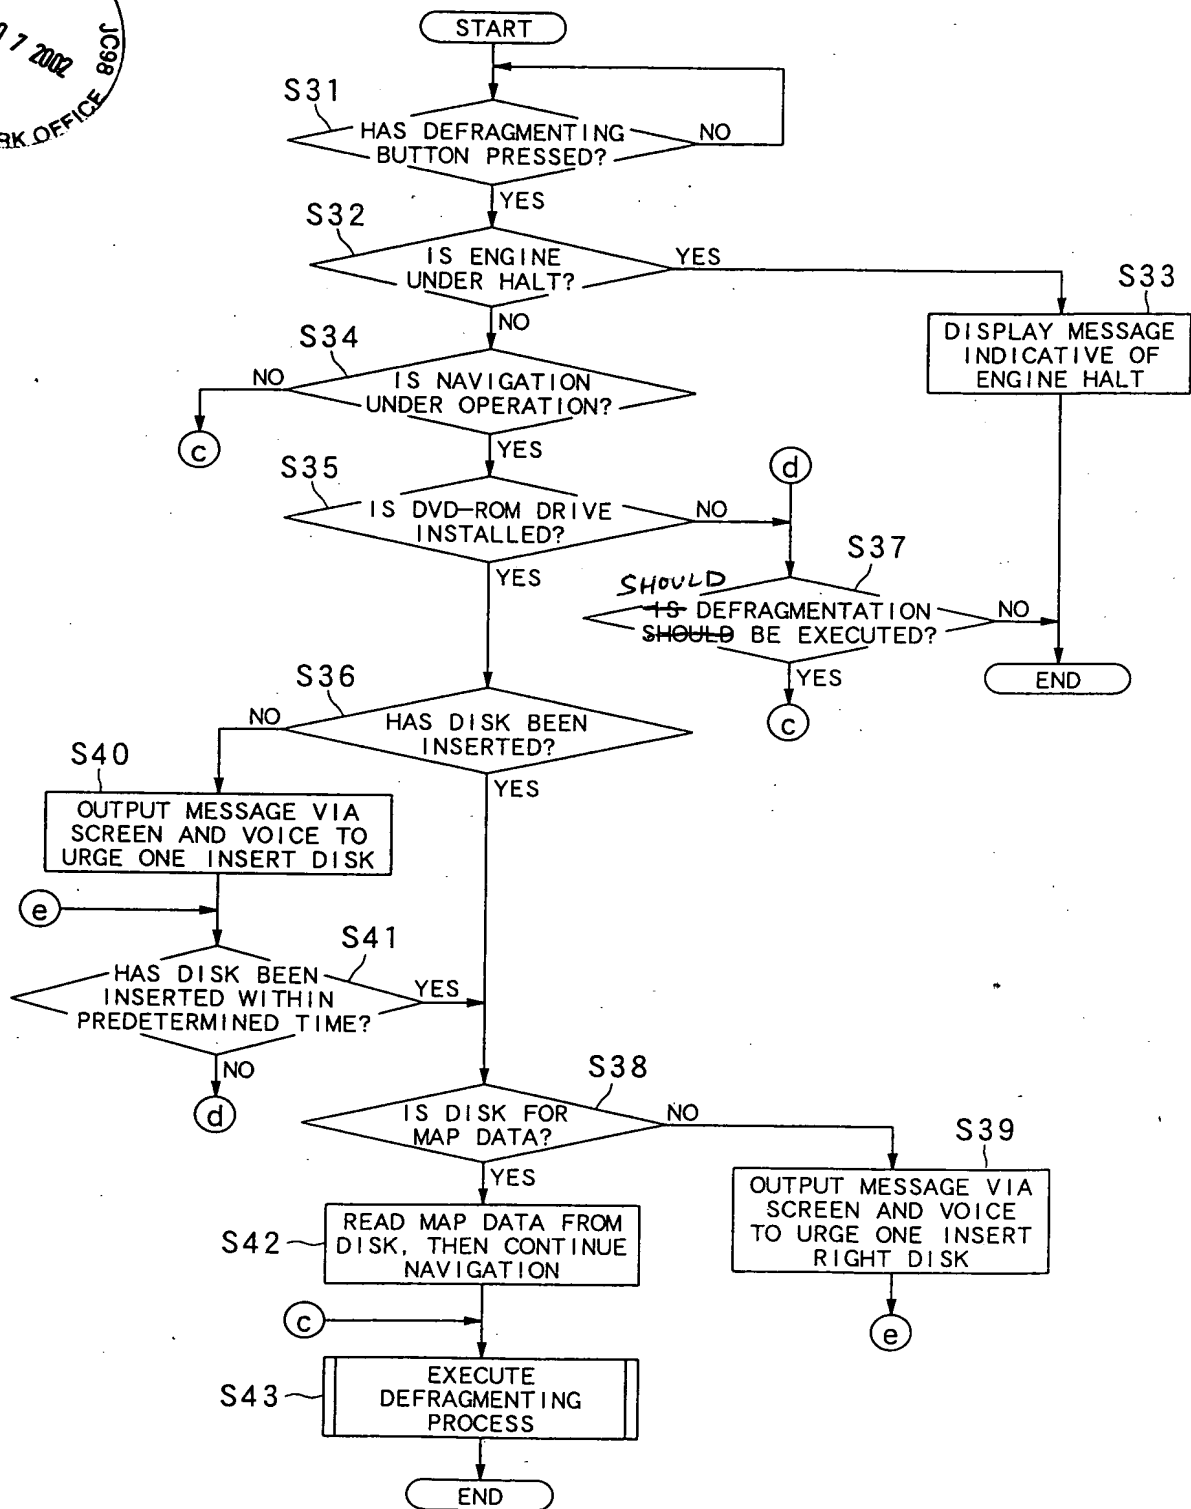 7 2002
JC98
RK OFFICE
START
S31
HAS DEFRAGMENTING
BUTTON PRESSED?
NO
YES
S32
IS ENGINE
UNDER HALT?
YES
NO
S33
DISPLAY MESSAGE
INDICATIVE OF
ENGINE HALT
S34
IS NAVIGATION
UNDER OPERATION?
NO
c
YES
S35
IS DVD-ROM DRIVE
INSTALLED?
NO
YES
d
S37
SHOULD
IS DEFRAGMENTATION
SHOULD BE EXECUTED?
NO
END
YES
c
S36
HAS DISK BEEN
INSERTED?
NO
YES
S40
OUTPUT MESSAGE VIA
SCREEN AND VOICE TO
URGE ONE INSERT DISK
e
S41
HAS DISK BEEN
INSERTED WITHIN
PREDETERMINED TIME?
YES
NO
d
S38
IS DISK FOR
MAP DATA?
NO
YES
S39
OUTPUT MESSAGE VIA
SCREEN AND VOICE
TO URGE ONE INSERT
RIGHT DISK
e
S42
READ MAP DATA FROM
DISK, THEN CONTINUE
NAVIGATION
c
S43
EXECUTE
DEFRAGMENTING
PROCESS
END